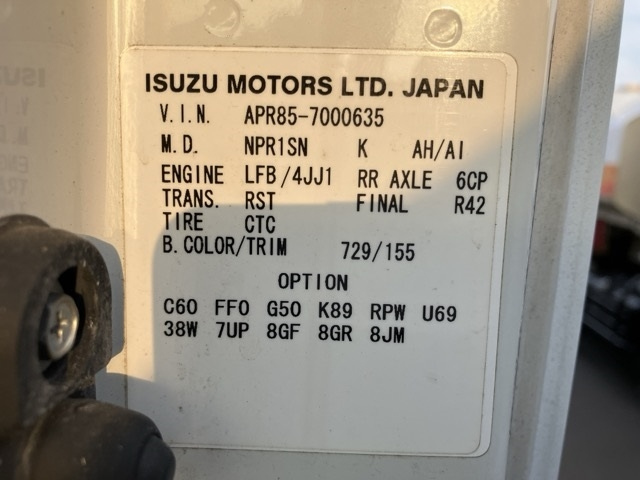 ISUZU MOTORS LTD. JAPAN
V.I.N. APR85-7000635
M.D. NPR1SN K AH/AI
ENGINE LFB/4JJ1 RR AXLE 6CP
TRANS. RST FINAL R42
TIRE CTC
B.COLOR/TRIM 729/155
OPTION
C60 FF0 G50 K89 RPW U69
38W 7UP 8GF 8GR 8JM